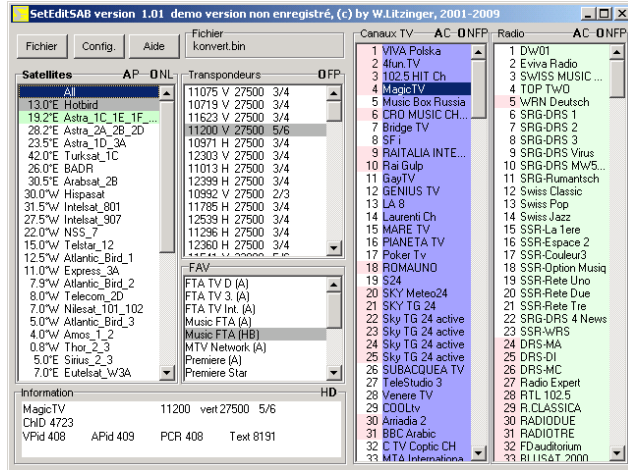 SetEditSAB version 1.01 demo version non enregistré, (c) by W.Litzinger, 2001-2009
Fichier
Config.
Aide
Fichier
konvert.bin
Satellites AP ONL
All
13.0°E Hotbird
19.2°E Astra_1C_1E_1F_...
28.2°E Astra_2A_2B_2D
23.5°E Astra_1D_3A
42.0°E Turksat_1C
26.0°E BADR
30.5°E Arabsat_2B
30.0°W Hispasat
31.5°W Intelsat_801
27.5°W Intelsat_907
22.0°W NSS_7
15.0°W Telstar_12
12.5°W Atlantic_Bird_1
11.0°W Express_3A
7.9°W Atlantic_Bird_2
8.0°W Telecom_2D
7.0°W Nilesat_101_102
5.0°W Atlantic_Bird_3
4.0°W Amos_1_2
0.8°W Thor_2_3
5.0°E Sirius_2_3
7.0°E Eutelsat_W3A
Transpondeurs OFP
11075 V 27500 3/4
10719 V 27500 3/4
11623 V 27500 3/4
11200 V 27500 5/6
10971 H 27500 3/4
12303 V 27500 3/4
11013 H 27500 3/4
12399 H 27500 3/4
10992 V 27500 2/3
11785 H 27500 3/4
12539 H 27500 3/4
11296 H 27500 3/4
12360 H 27500 3/4
FAV
FTA TV D (A)
FTA TV 3. (A)
FTA TV Int. (A)
Music FTA (A)
Music FTA (HB)
MTV Network (A)
Premiere (A)
Premiere Star
Canaux TV AC ONFP
1 VIVA Polska
2 4fun.TV
3 102.5 HIT Ch
4 MagicTV
5 Music Box Russia
6 CRO MUSIC CH...
7 Bridge TV
8 SF i
9 RAITALIA INTE...
10 Rai Gulp
11 GayTV
12 GENIUS TV
13 LA 8
14 Laurenti Ch
15 MARE TV
16 PIANETA TV
17 Poker Tv
18 ROMAUNO
19 S24
20 SKY Meteo24
21 SKY TG 24
22 Sky TG 24 active
23 Sky TG 24 active
24 Sky TG 24 active
25 Sky TG 24 active
26 SUBACQUEA TV
27 TeleStudio 3
28 Venere TV
29 COOLtv
30 Arriadia 2
31 BBC Arabic
32 C TV Coptic CH
33 MTA Internationa
Radio AC ONFP
1 DW01
2 Eviva Radio
3 SWISS MUSIC ...
4 TOP TWO
5 WRN Deutsch
6 SRG-DRS 1
7 SRG-DRS 2
8 SRG-DRS 3
9 SRG-DRS Virus
10 SRG-DRS MW5...
11 SRG-Rumantsch
12 Swiss Classic
13 Swiss Pop
14 Swiss Jazz
15 SSR-La 1ere
16 SSR-Espace 2
17 SSR-Couleur3
18 SSR-Option Musiq
19 SSR-Rete Uno
20 SSR-Rete Due
21 SSR-Rete Tre
22 SRG-DRS 4 News
23 SSR-WRS
24 DRS-MA
25 DRS-DI
26 DRS-MC
27 Radio Expert
28 RTL 102.5
29 R.CLASSICA
30 RADIODUE
31 RADIOTRE
32 FDauditorium
33 BLUSAT 2000
Information HD
MagicTV 11200 vert 27500 5/6
ChID 4723
VPid 408 APid 409 PCR 408 Text 8191